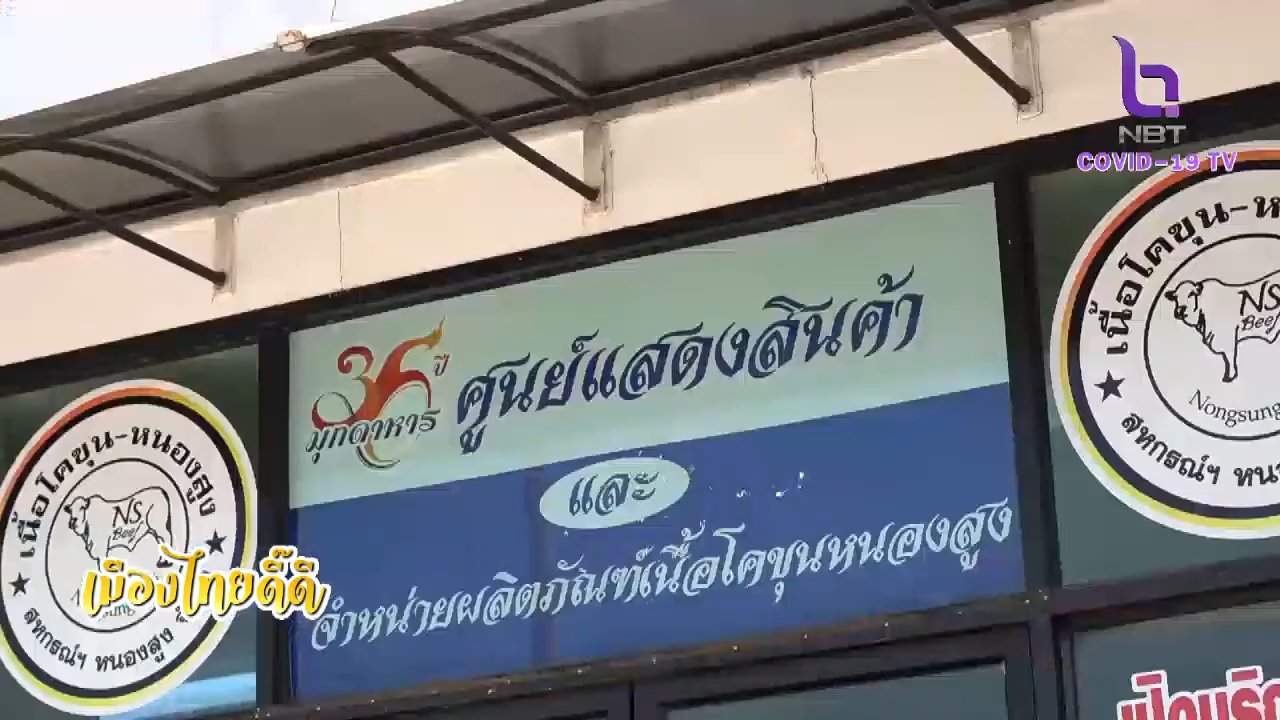 NBT
COVID-19 TV
36 ปี
มุกดาหาร
ศูนย์แสดงสินค้า
และ
จำหน่ายผลิตภัณฑ์เนื้อโคขุนหนองสูง
เนื้อโคขุน-หนองสูง
NS
Beef
สหกรณ์ฯ หนองสูง
เนื้อโคขุน-ห
NS
Beef
Nongsung
สหกรณ์ฯ หนอ
เมืองไทยดี๊ดี